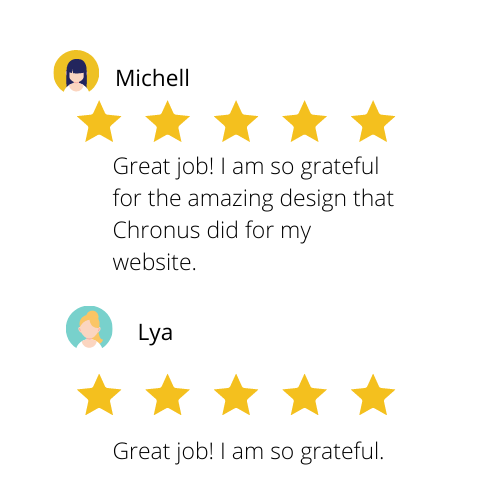 Michell
Great job! I am so grateful
for the amazing design that
Chronus did for my
website.
Lya
Great job! I am so grateful.